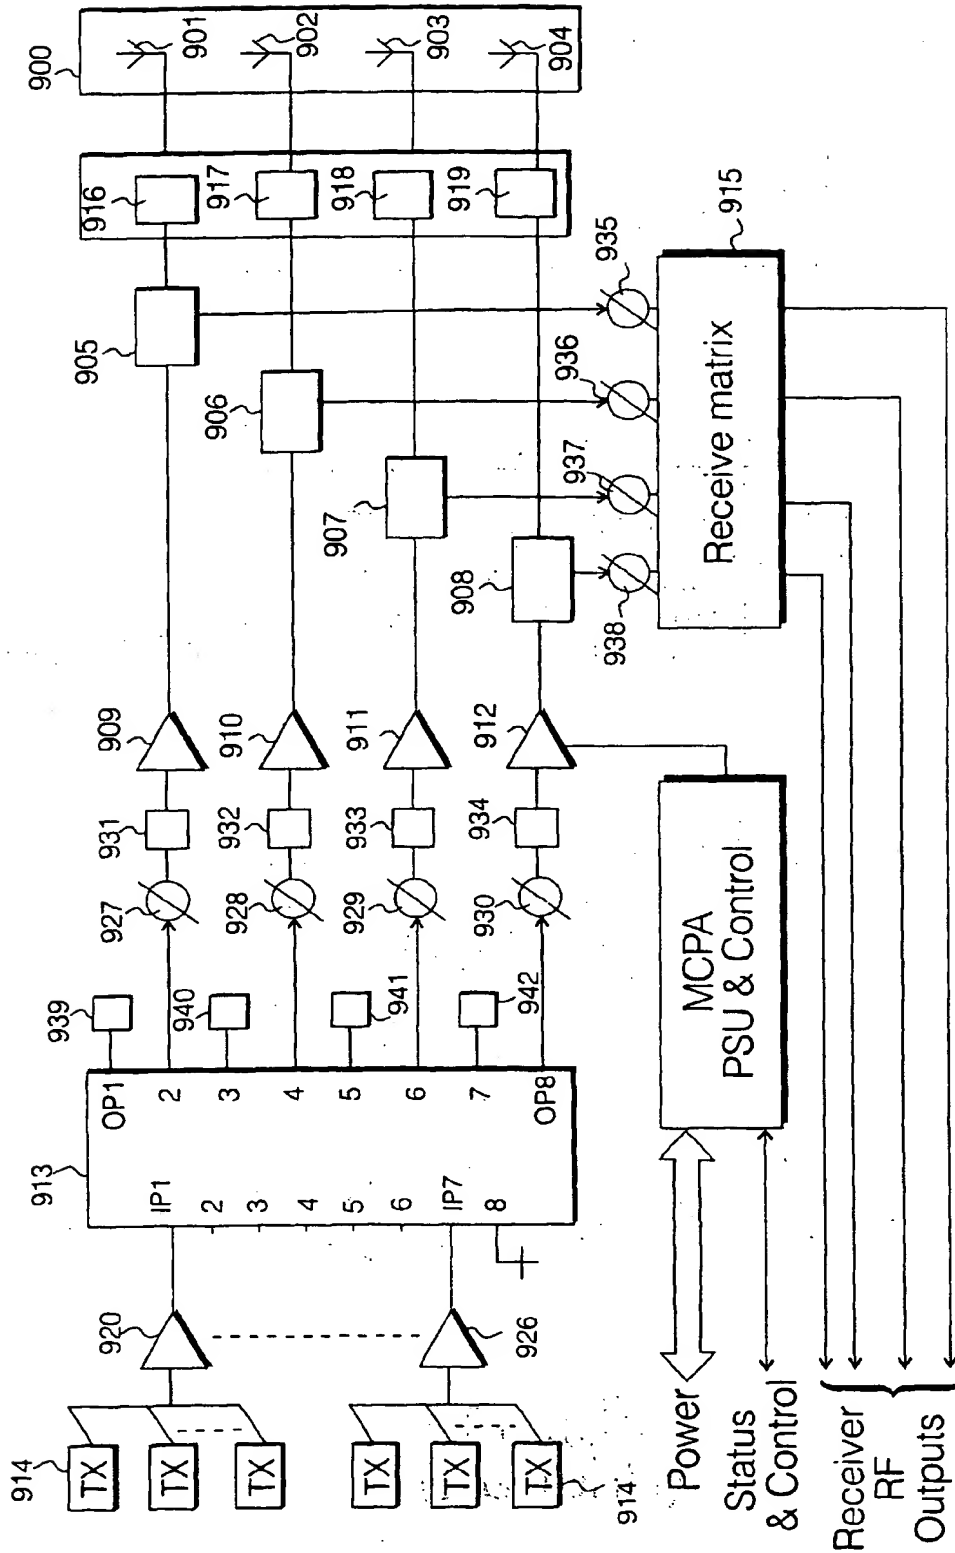 900
901
902
903
904
916
917
918
919
905
906
907
908
935
936
937
938
915
Receive matrix
909
910
911
912
931
932
933
934
927
928
929
930
939
940
941
942
913
OP1
2
3
4
5
6
7
OP8
IP1
2
3
4
5
6
IP7
8
920
926
914
TX
TX
TX
TX
TX
TX
914
MCPA
PSU & Control
Power
Status
& Control
Receiver
RF
Outputs